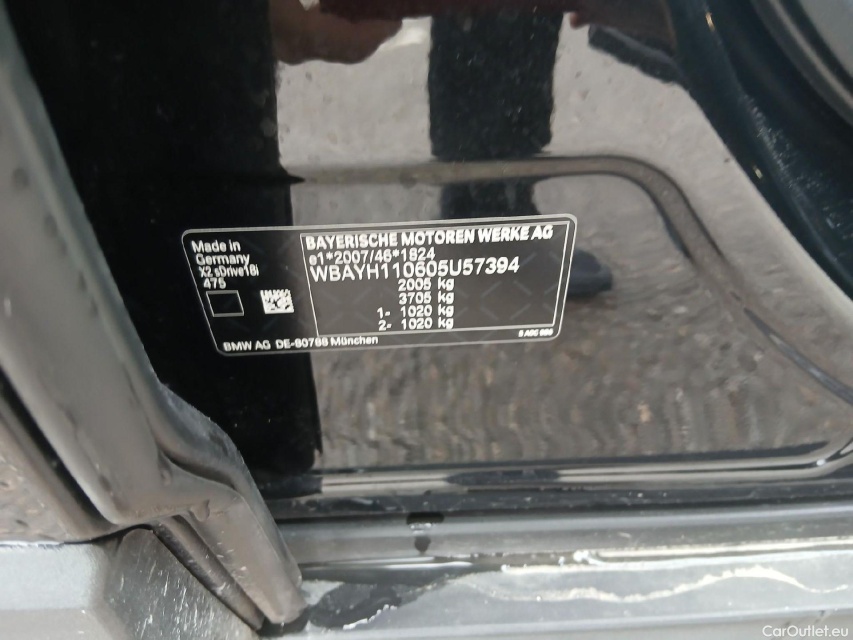 Made in
Germany
X2 sDrive18i
475
BAYERISCHE MOTOREN WERKE AG
e1*2007/46*1824
WBAYH110605U57394
2005 kg
3705 kg
1- 1020 kg
2- 1020 kg
BMW AG DE-80788 München
CarOutlet.eu